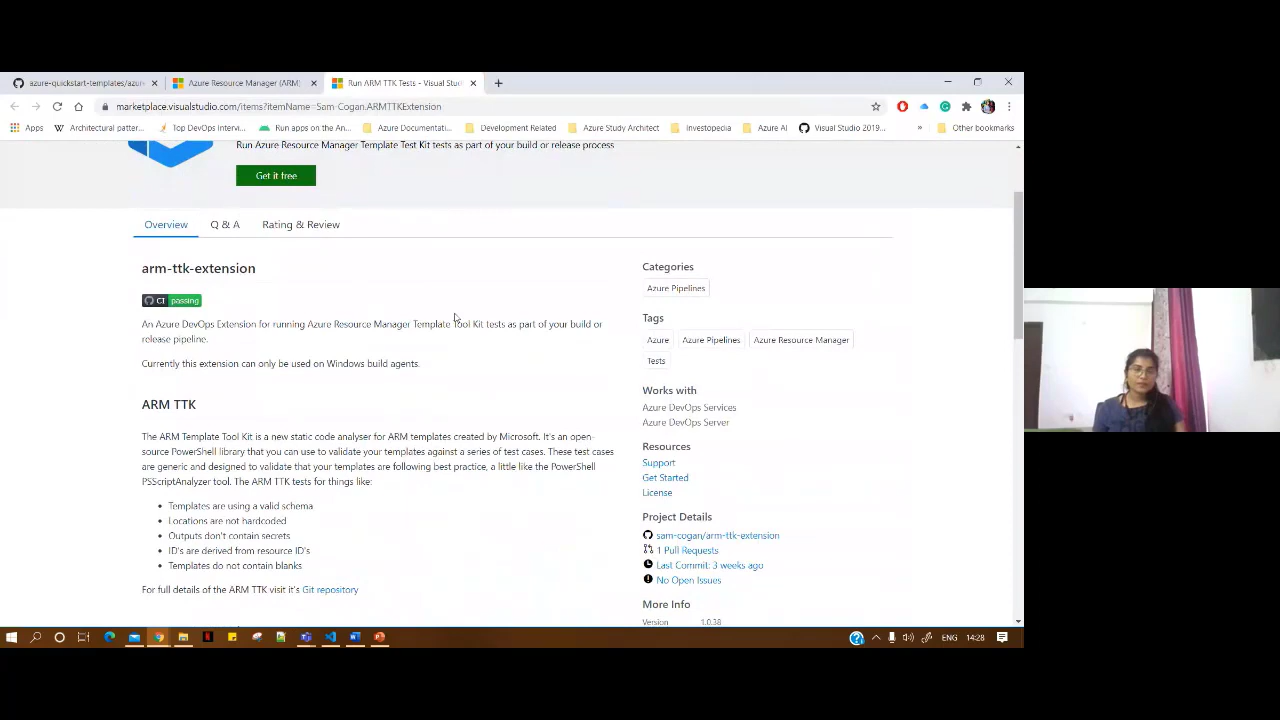 azure-quickstart-templates/azur
Azure Resource Manager (ARM)
Run ARM TTK Tests - Visual Stud
marketplace.visualstudio.com/items?itemName=Sam-Cogan.ARMTTKExtension
Apps
Architectural patter...
Top DevOps Intervi...
Run apps on the An...
Azure Documentati...
Development Related
Azure Study Architect
Investopedia
Azure AI
Visual Studio 2019...
»
Other bookmarks
Run Azure Resource Manager Template Test Kit tests as part of your build or release process
Get it free
Overview
Q & A
Rating & Review
arm-ttk-extension
CI passing
An Azure DevOps Extension for running Azure Resource Manager Template Tool Kit tests as part of your build or
release pipeline.
Currently this extension can only be used on Windows build agents.
ARM TTK
The ARM Template Tool Kit is a new static code analyser for ARM templates created by Microsoft. It's an open-
source PowerShell library that you can use to validate your templates against a series of test cases. These test cases
are generic and designed to validate that your templates are following best practice, a little like the PowerShell
PSScriptAnalyzer tool. The ARM TTK tests for things like:
• Templates are using a valid schema
• Locations are not hardcoded
• Outputs don't contain secrets
• ID's are derived from resource ID's
• Templates do not contain blanks
For full details of the ARM TTK visit it's Git repository
Categories
Azure Pipelines
Tags
Azure
Azure Pipelines
Azure Resource Manager
Tests
Works with
Azure DevOps Services
Azure DevOps Server
Resources
Support
Get Started
License
Project Details
sam-cogan/arm-ttk-extension
1 Pull Requests
Last Commit: 3 weeks ago
No Open Issues
More Info
Version 1.0.38
ENG
14:28